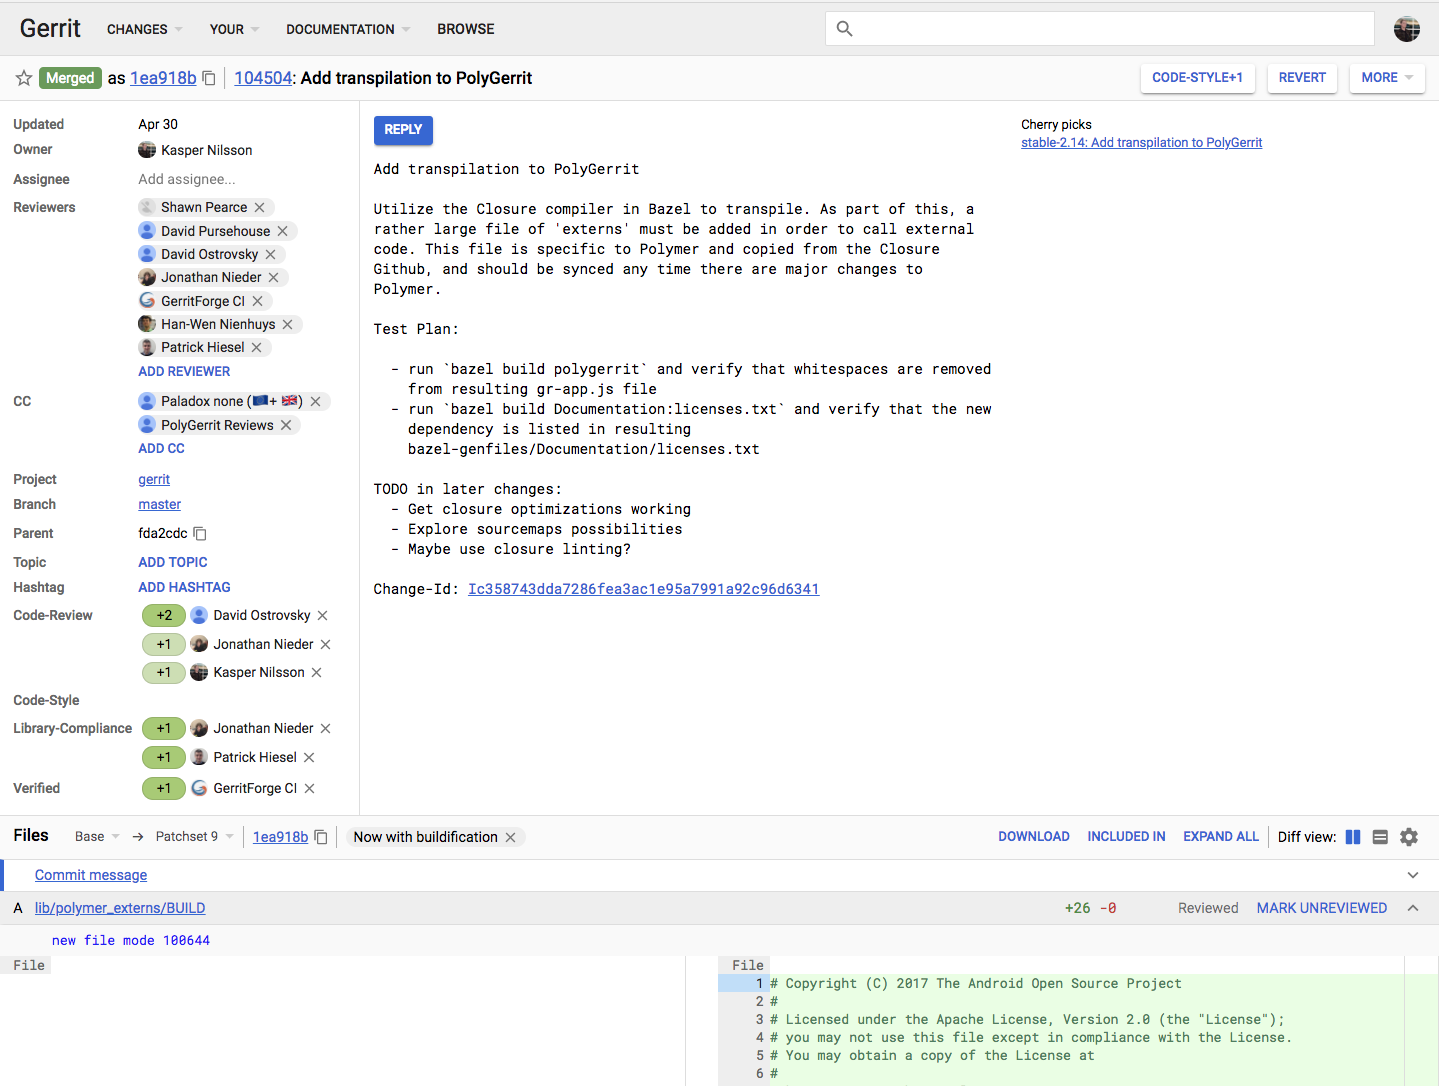 Gerrit CHANGES YOUR DOCUMENTATION BROWSE
Merged as 1ea918b 104504: Add transpilation to PolyGerrit CODE-STYLE+1 REVERT MORE
Updated Apr 30
Owner Kasper Nilsson
Assignee Add assignee...
Reviewers Shawn Pearce
David Pursehouse
David Ostrovsky
Jonathan Nieder
GerritForge CI
Han-Wen Nienhuys
Patrick Hiesel
ADD REVIEWER
CC Paladox none (🇪🇺+ 🇬🇧)
PolyGerrit Reviews
ADD CC
Project gerrit
Branch master
Parent fda2cdc
Topic ADD TOPIC
Hashtag ADD HASHTAG
Code-Review +2 David Ostrovsky
+1 Jonathan Nieder
+1 Kasper Nilsson
Code-Style
Library-Compliance +1 Jonathan Nieder
+1 Patrick Hiesel
Verified +1 GerritForge CI
REPLY
Add transpilation to PolyGerrit
Utilize the Closure compiler in Bazel to transpile. As part of this, a
rather large file of 'externs' must be added in order to call external
code. This file is specific to Polymer and copied from the Closure
Github, and should be synced any time there are major changes to
Polymer.
Test Plan:
- run `bazel build polygerrit` and verify that whitespaces are removed
from resulting gr-app.js file
- run `bazel build Documentation:licenses.txt` and verify that the new
dependency is listed in resulting
bazel-genfiles/Documentation/licenses.txt
TODO in later changes:
- Get closure optimizations working
- Explore sourcemaps possibilities
- Maybe use closure linting?
Change-Id: Ic358743dda7286fea3ac1e95a7991a92c96d6341
Cherry picks
stable-2.14: Add transpilation to PolyGerrit
Files Base → Patchset 9 1ea918b Now with buildification DOWNLOAD INCLUDED IN EXPAND ALL Diff view:
Commit message
A lib/polymer_externs/BUILD +26 -0 Reviewed MARK UNREVIEWED
new file mode 100644
File File
1 # Copyright (C) 2017 The Android Open Source Project
2 #
3 # Licensed under the Apache License, Version 2.0 (the "License");
4 # you may not use this file except in compliance with the License.
5 # You may obtain a copy of the License at
6 #